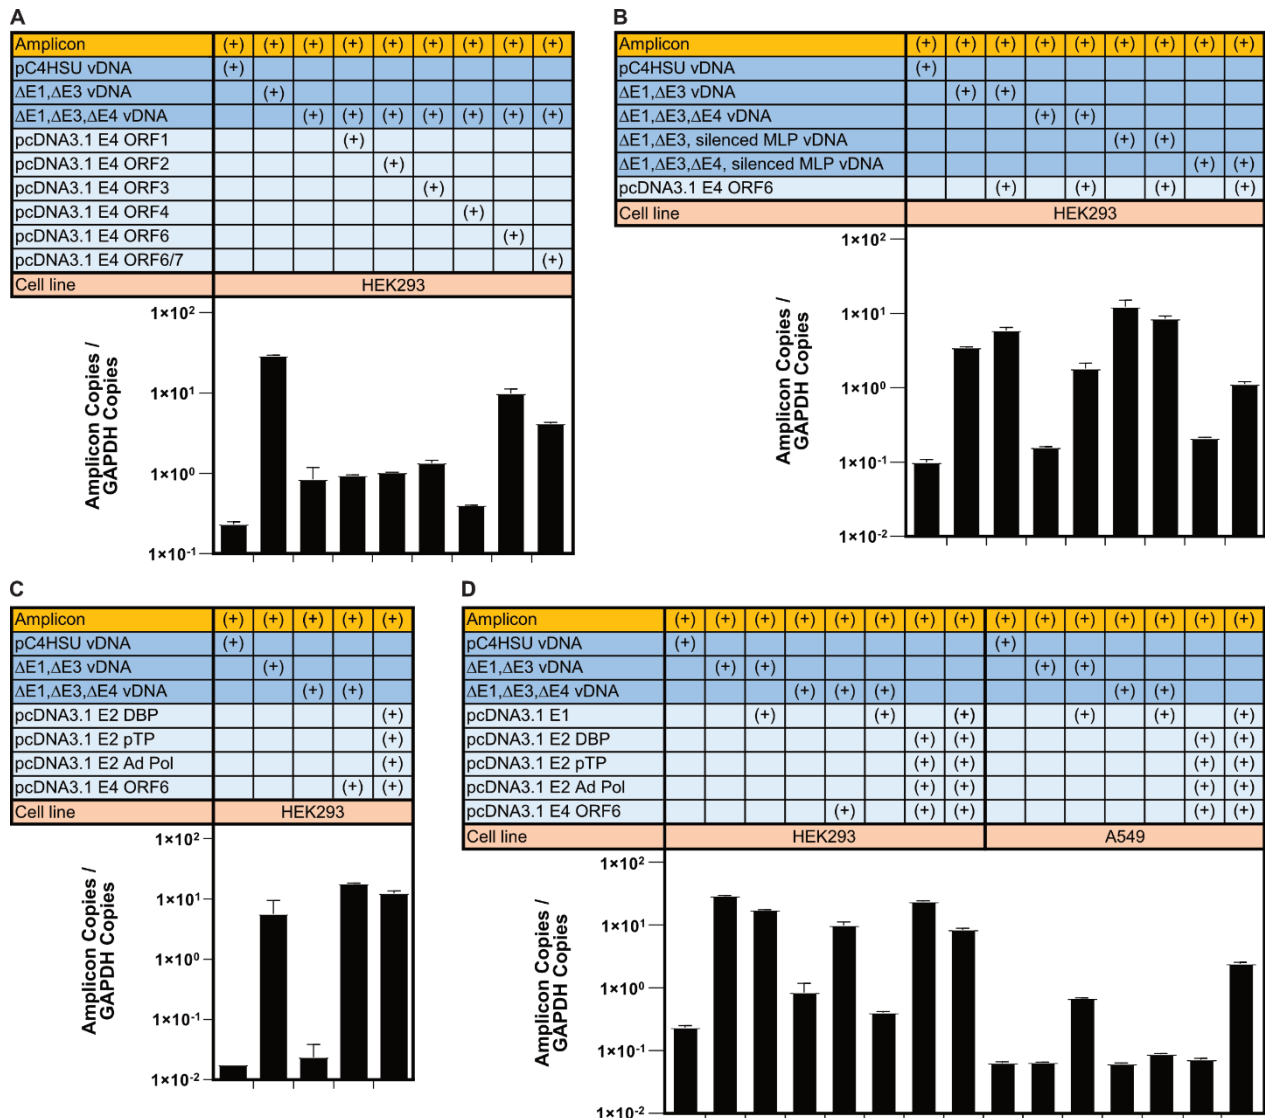 A
Amplicon (+) (+) (+) (+) (+) (+) (+) (+) (+)
pC4HSU vDNA (+)
ΔE1,ΔE3 vDNA (+)
ΔE1,ΔE3,ΔE4 vDNA (+) (+) (+) (+) (+) (+) (+)
pcDNA3.1 E4 ORF1 (+)
pcDNA3.1 E4 ORF2 (+)
pcDNA3.1 E4 ORF3 (+)
pcDNA3.1 E4 ORF4 (+)
pcDNA3.1 E4 ORF6 (+)
pcDNA3.1 E4 ORF6/7 (+)
Cell line HEK293
Amplicon Copies /
GAPDH Copies
1×10²
1×10¹
1×10⁰
1×10⁻¹
B
Amplicon (+) (+) (+) (+) (+) (+) (+) (+) (+)
pC4HSU vDNA (+)
ΔE1,ΔE3 vDNA (+) (+)
ΔE1,ΔE3,ΔE4 vDNA (+) (+)
ΔE1,ΔE3, silenced MLP vDNA (+) (+)
ΔE1,ΔE3,ΔE4, silenced MLP vDNA (+) (+)
pcDNA3.1 E4 ORF6 (+) (+) (+) (+)
Cell line HEK293
Amplicon Copies /
GAPDH Copies
1×10²
1×10¹
1×10⁰
1×10⁻¹
1×10⁻²
C
Amplicon (+) (+) (+) (+) (+)
pC4HSU vDNA (+)
ΔE1,ΔE3 vDNA (+)
ΔE1,ΔE3,ΔE4 vDNA (+) (+)
pcDNA3.1 E2 DBP (+)
pcDNA3.1 E2 pTP (+)
pcDNA3.1 E2 Ad Pol (+)
pcDNA3.1 E4 ORF6 (+) (+)
Cell line HEK293
Amplicon Copies /
GAPDH Copies
1×10²
1×10¹
1×10⁰
1×10⁻¹
1×10⁻²
D
Amplicon (+) (+) (+) (+) (+) (+) (+) (+) (+) (+) (+) (+) (+) (+) (+)
pC4HSU vDNA (+) (+)
ΔE1,ΔE3 vDNA (+) (+) (+) (+)
ΔE1,ΔE3,ΔE4 vDNA (+) (+) (+) (+) (+)
pcDNA3.1 E1 (+) (+) (+) (+) (+) (+)
pcDNA3.1 E2 DBP (+) (+) (+) (+)
pcDNA3.1 E2 pTP (+) (+) (+) (+)
pcDNA3.1 E2 Ad Pol (+) (+) (+) (+)
pcDNA3.1 E4 ORF6 (+) (+) (+) (+) (+)
Cell line HEK293 A549
Amplicon Copies /
GAPDH Copies
1×10²
1×10¹
1×10⁰
1×10⁻¹
1×10⁻²